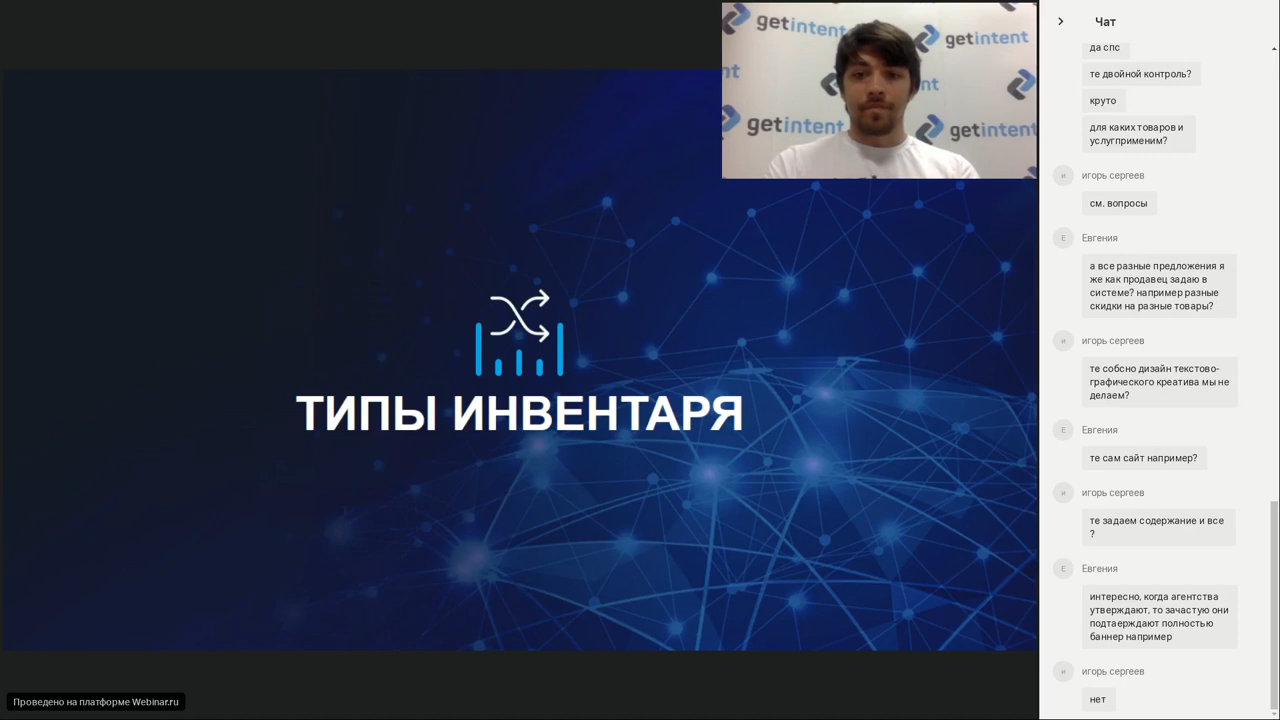 getintent
getintent
nt
nt
getintent
getintent
ТИПЫ ИНВЕНТАРЯ
Проведено на платформе Webinar.ru
Чат
да спс
те двойной контроль?
круто
для каких товаров и
услугприменим?
и
игорь сергеев
см. вопросы
Е
Евгения
а все разные предложения я
же как продавец задаю в
системе? например разные
скидки на разные товары?
и
игорь сергеев
те собсно дизайн текстово-
графического креатива мы не
делаем?
Е
Евгения
те сам сайт например?
и
игорь сергеев
те задаем содержание и все
?
Е
Евгения
интересно, когда агентства
утверждают, то зачастую они
подтаерждают полностью
баннер например
и
игорь сергеев
нет